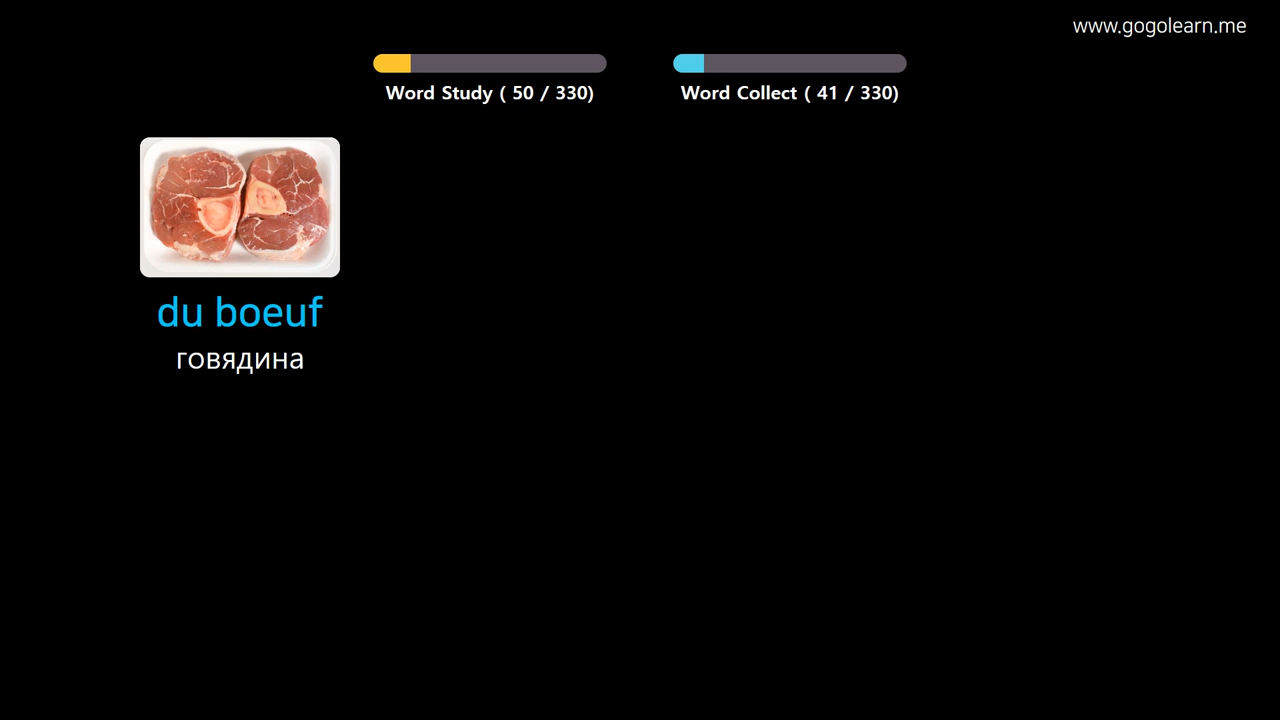 www.gogolearn.me
Word Study ( 50 / 330)
Word Collect ( 41 / 330)
du boeuf
говядина